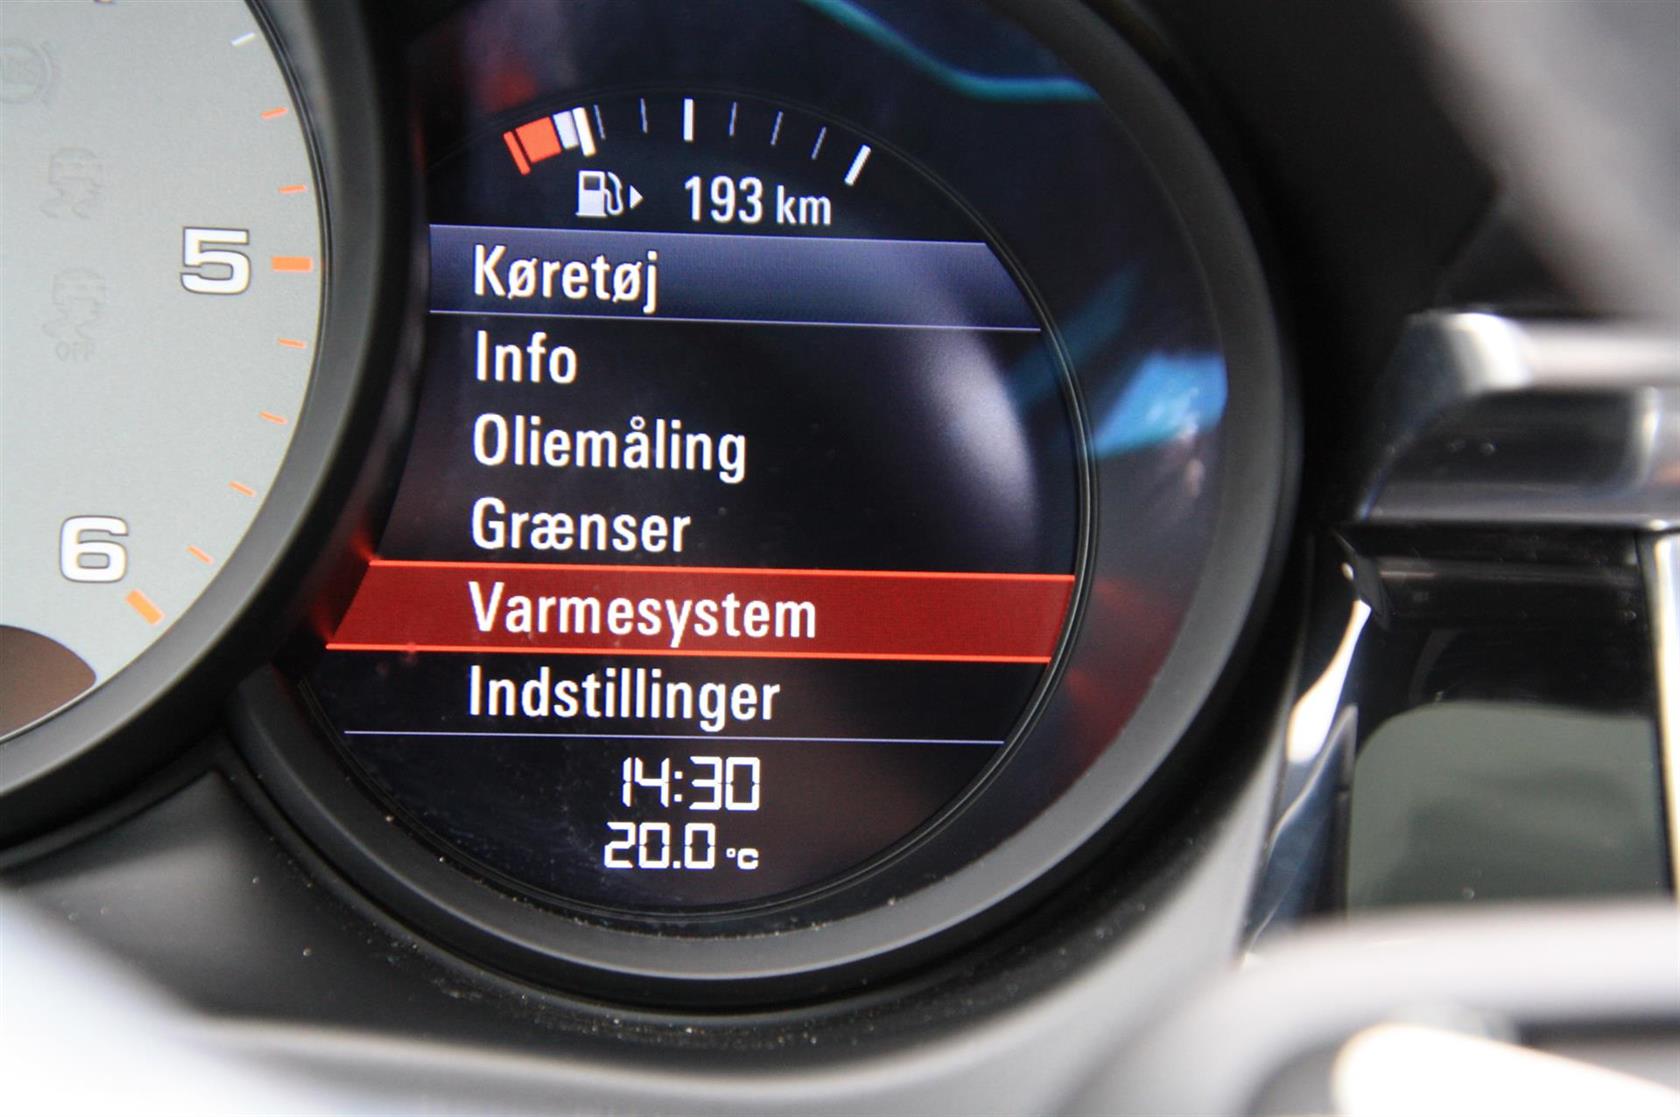 193 km
Køretøj
5
Info
Oliemåling
Grænser
6
Varmesystem
Indstillinger
14:30
20.0 °C